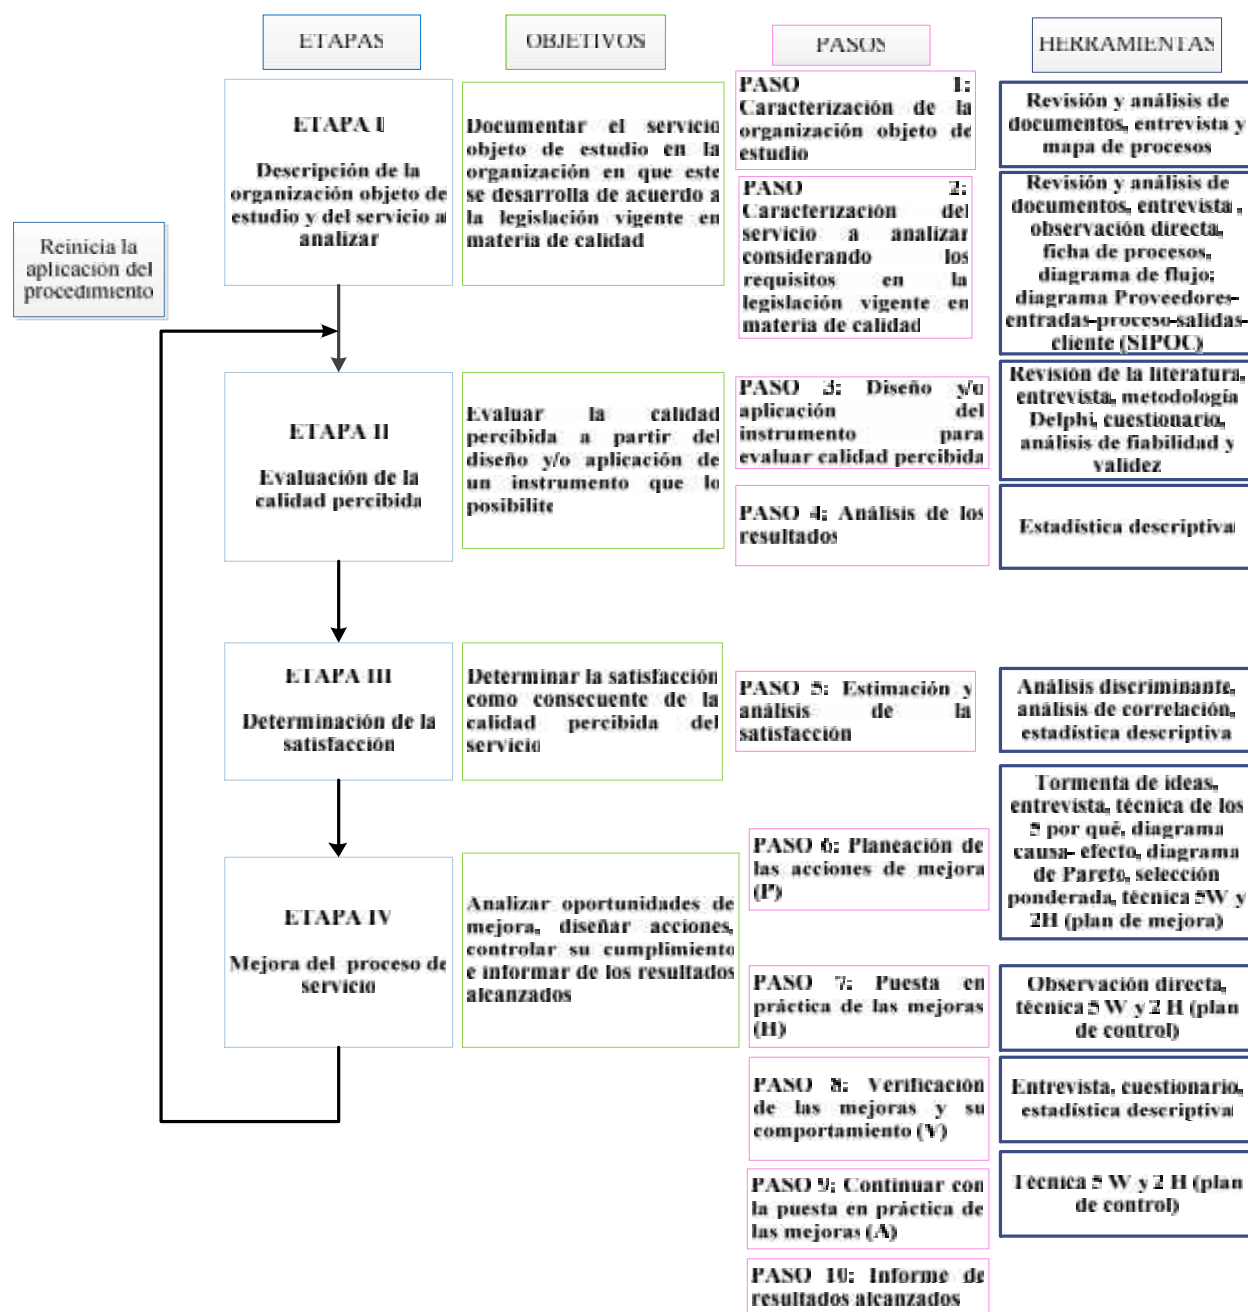 ETAPAS
OBJETIVOS
PASOS
HERRAMIENTAS
Reinicia la
aplicación del
procedimiento
ETAPA I
Descripción de la
organización objeto de
estudio y del servicio a
analizar
Documentar el servicio
objeto de estudio en la
organización en que este
se desarrolla de acuerdo a
la legislación vigente en
materia de calidad
PASO 1:
Caracterización de la
organización objeto de
estudio
Revisión y análisis de
documentos, entrevista y
mapa de procesos
PASO 2:
Caracterización del
servicio a analizar
considerando los
requisitos en la
legislación vigente en
materia de calidad
Revisión y análisis de
documentos, entrevista ,
observación directa,
ficha de procesos,
diagrama de flujo;
diagrama Proveedores-
entradas-proceso-salidas-
cliente (SIPOC)
ETAPA II
Evaluación de la
calidad percibida
Evaluar la calidad
percibida a partir del
diseño y/o aplicación de
un instrumento que lo
posibilite
PASO 3: Diseño y/o
aplicación del
instrumento para
evaluar calidad percibida
Revisión de la literatura,
entrevista, metodología
Delphi, cuestionario,
análisis de fiabilidad y
validez
PASO 4: Análisis de los
resultados
Estadística descriptiva
ETAPA III
Determinación de la
satisfacción
Determinar la satisfacción
como consecuente de la
calidad percibida del
servicio
PASO 5: Estimación y
análisis de la
satisfacción
Análisis discriminante,
análisis de correlación,
estadística descriptiva
ETAPA IV
Mejora del proceso de
servicio
Analizar oportunidades de
mejora, diseñar acciones,
controlar su cumplimiento
e informar de los resultados
alcanzados
PASO 6: Planeación de
las acciones de mejora
(P)
Tormenta de ideas,
entrevista, técnica de los
5 por qué, diagrama
causa- efecto, diagrama
de Pareto, selección
ponderada, técnica 5W y
2H (plan de mejora)
PASO 7: Puesta en
práctica de las mejoras
(H)
Observación directa,
técnica 5 W y 2 H (plan
de control)
PASO 8: Verificación
de las mejoras y su
comportamiento (V)
Entrevista, cuestionario,
estadística descriptiva
PASO 9: Continuar con
la puesta en práctica de
las mejoras (A)
Técnica 5 W y 2 H (plan
de control)
PASO 10: Informe de
resultados alcanzados